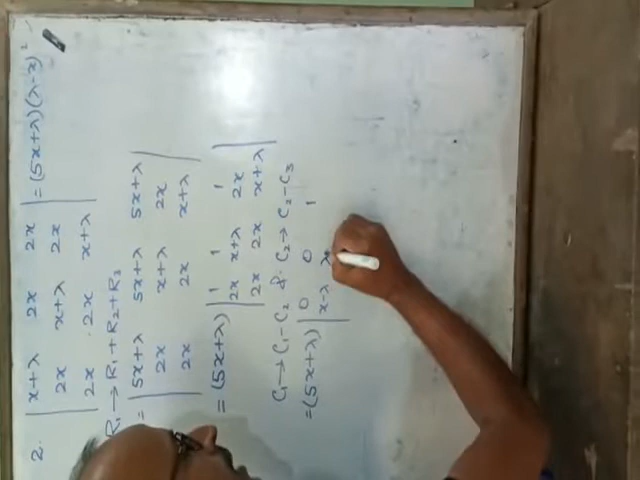 2. | x+λ 2x 2x | = (5x+λ)(λ-x)²
| 2x x+λ 2x |
| 2x 2x x+λ |
R₁ → R₁+R₂+R₃
= | 5x+λ 5x+λ 5x+λ |
| 2x x+λ 2x |
| 2x 2x x+λ |
= (5x+λ) | 1 1 1 |
| 2x x+λ 2x |
| 2x 2x x+λ |
C₁ → C₁-C₂ & C₂ → C₂-C₃
= (5x+λ) | 0 0 1
| x-λ